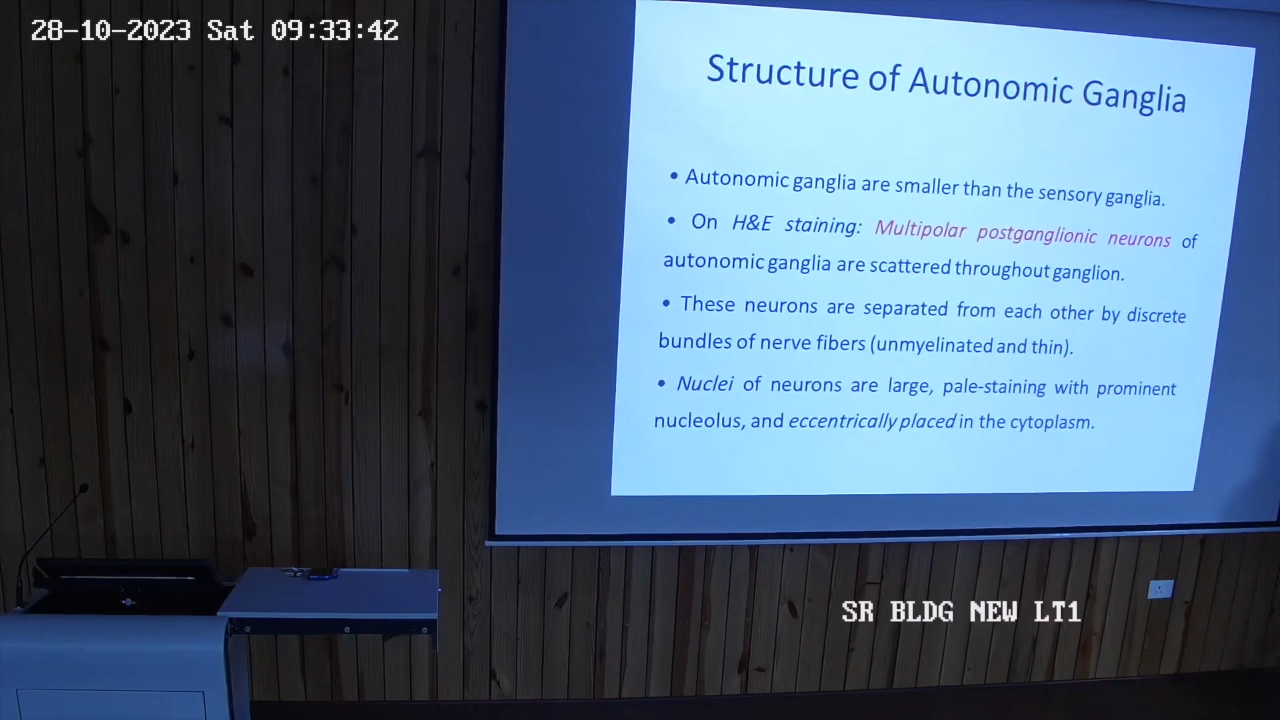 28-10-2023 Sat 09:33:42
Structure of Autonomic Ganglia
• Autonomic ganglia are smaller than the sensory ganglia.
• On H&E staining: Multipolar postganglionic neurons of
autonomic ganglia are scattered throughout ganglion.
• These neurons are separated from each other by discrete
bundles of nerve fibers (unmyelinated and thin).
• Nuclei of neurons are large, pale-staining with prominent
nucleolus, and eccentrically placed in the cytoplasm.
SR BLDG NEW LT1